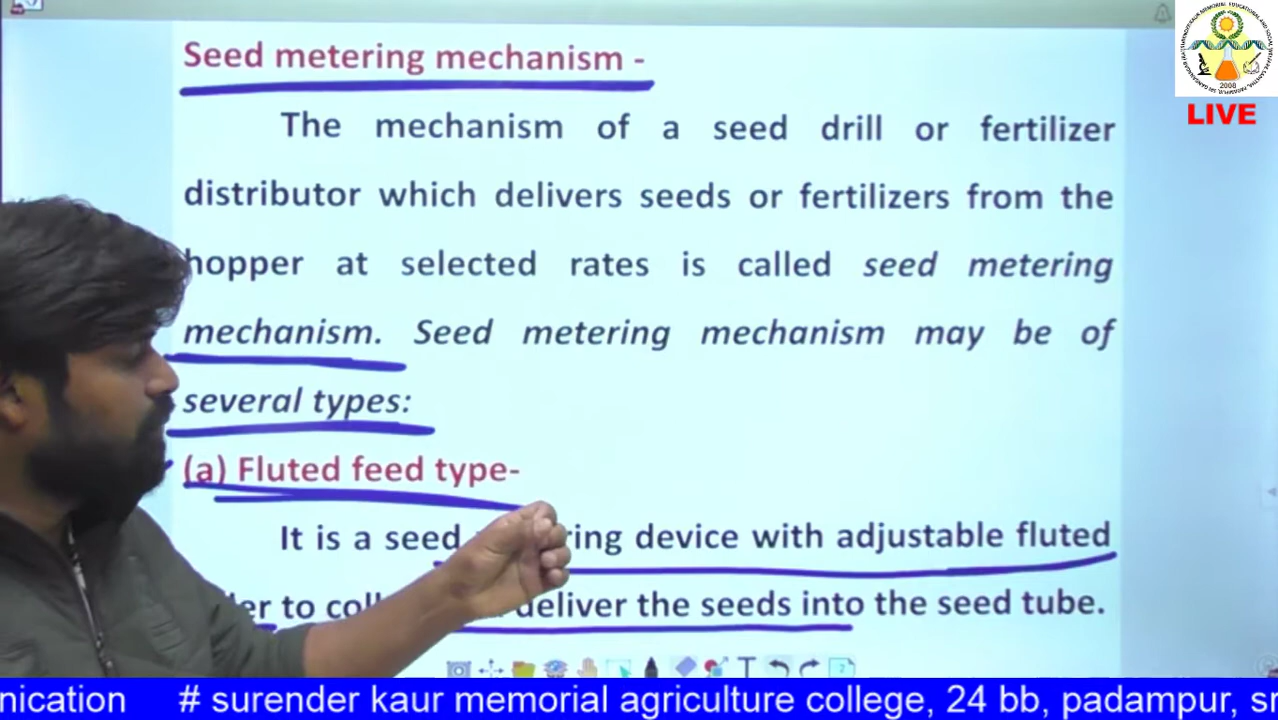 Seed metering mechanism -
The mechanism of a seed drill or fertilizer
distributor which delivers seeds or fertilizers from the
hopper at selected rates is called seed metering
mechanism. Seed metering mechanism may be of
several types:
(a) Fluted feed type-
It is a seed ring device with adjustable fluted
er to coll deliver the seeds into the seed tube.
T
2
2008
LIVE
nication # surender kaur memorial agriculture college, 24 bb, padampur, sr